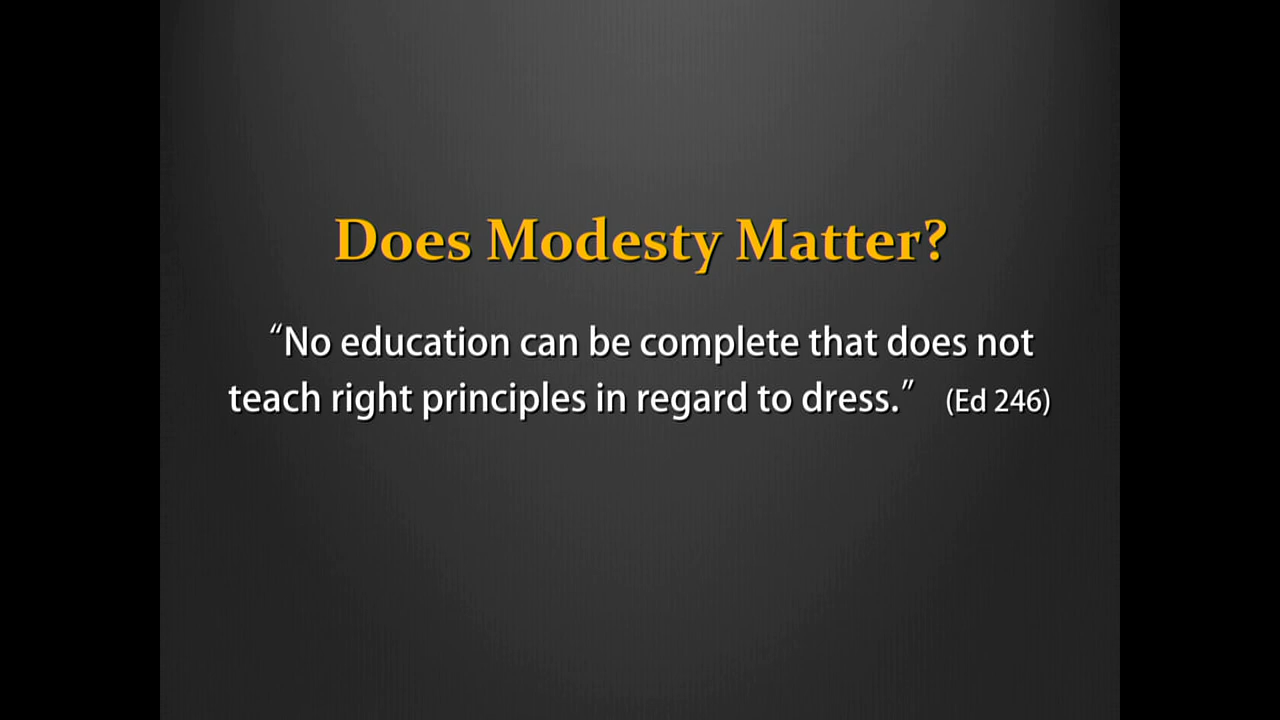 Does Modesty Matter?
“No education can be complete that does not
teach right principles in regard to dress.” (Ed 246)